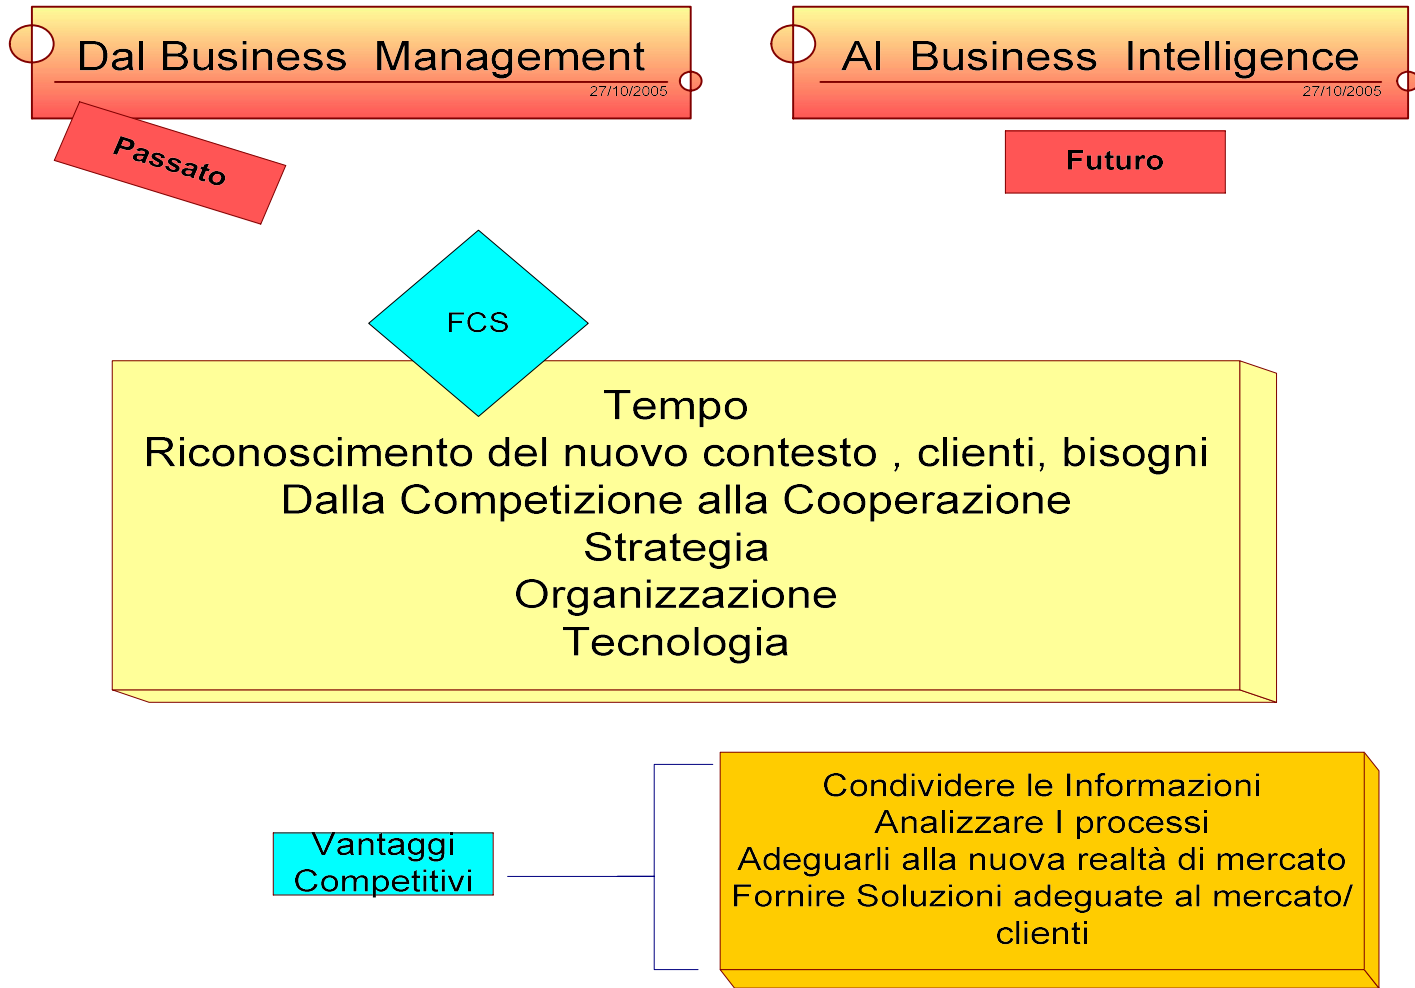 Dal Business Management
27/10/2005
Al Business Intelligence
27/10/2005
Passato
Futuro
FCS
Tempo
Riconoscimento del nuovo contesto , clienti, bisogni
Dalla Competizione alla Cooperazione
Strategia
Organizzazione
Tecnologia
Vantaggi
Competitivi
Condividere le Informazioni
Analizzare I processi
Adeguarli alla nuova realtà di mercato
Fornire Soluzioni adeguate al mercato/
clienti